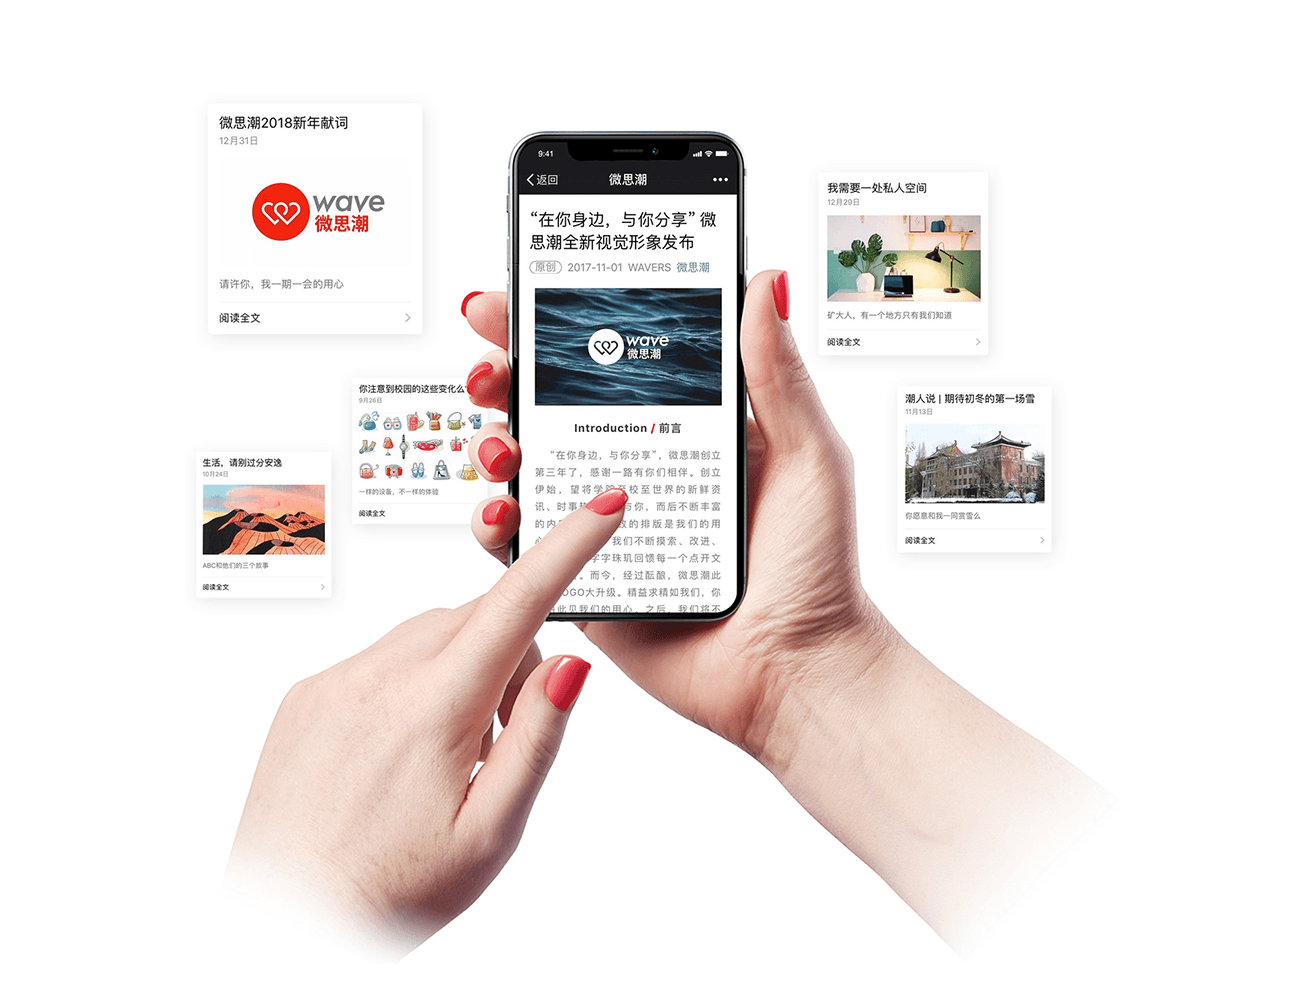 微思潮2018新年献词
12月31日
wave
微思潮
请许你，我一期一会的用心
阅读全文
你注意到校园的这些变化么
9月26日
一样的设备，不一样的体验
阅读全文
生活，请别过分安逸
10月24日
ABC和他们的三个故事
阅读全文
9:41
返回
微思潮
“在你身边，与你分享” 微
思潮全新视觉形象发布
原创 2017-11-01 WAVERS 微思潮
wave
微思潮
Introduction / 前言
“在你身边，与你分享”，微思潮创立
第三年了，感谢一路有你们相伴。创立
伊始，望将学院至校至世界的新鲜资
讯、时事 与你，而后不断丰富
的内 致的排版是我们的用
心 我们不断摸索、改进、
字字珠玑回馈每一个点开文
。而今，经过酝酿，微思潮此
OGO大升级。精益求精如我们，你
此见我们的用心。之后，我们将不
我需要一处私人空间
12月29日
矿大人，有一个地方只有我们知道
阅读全文
潮人说 | 期待初冬的第一场雪
11月13日
你愿意和我一同赏雪么
阅读全文